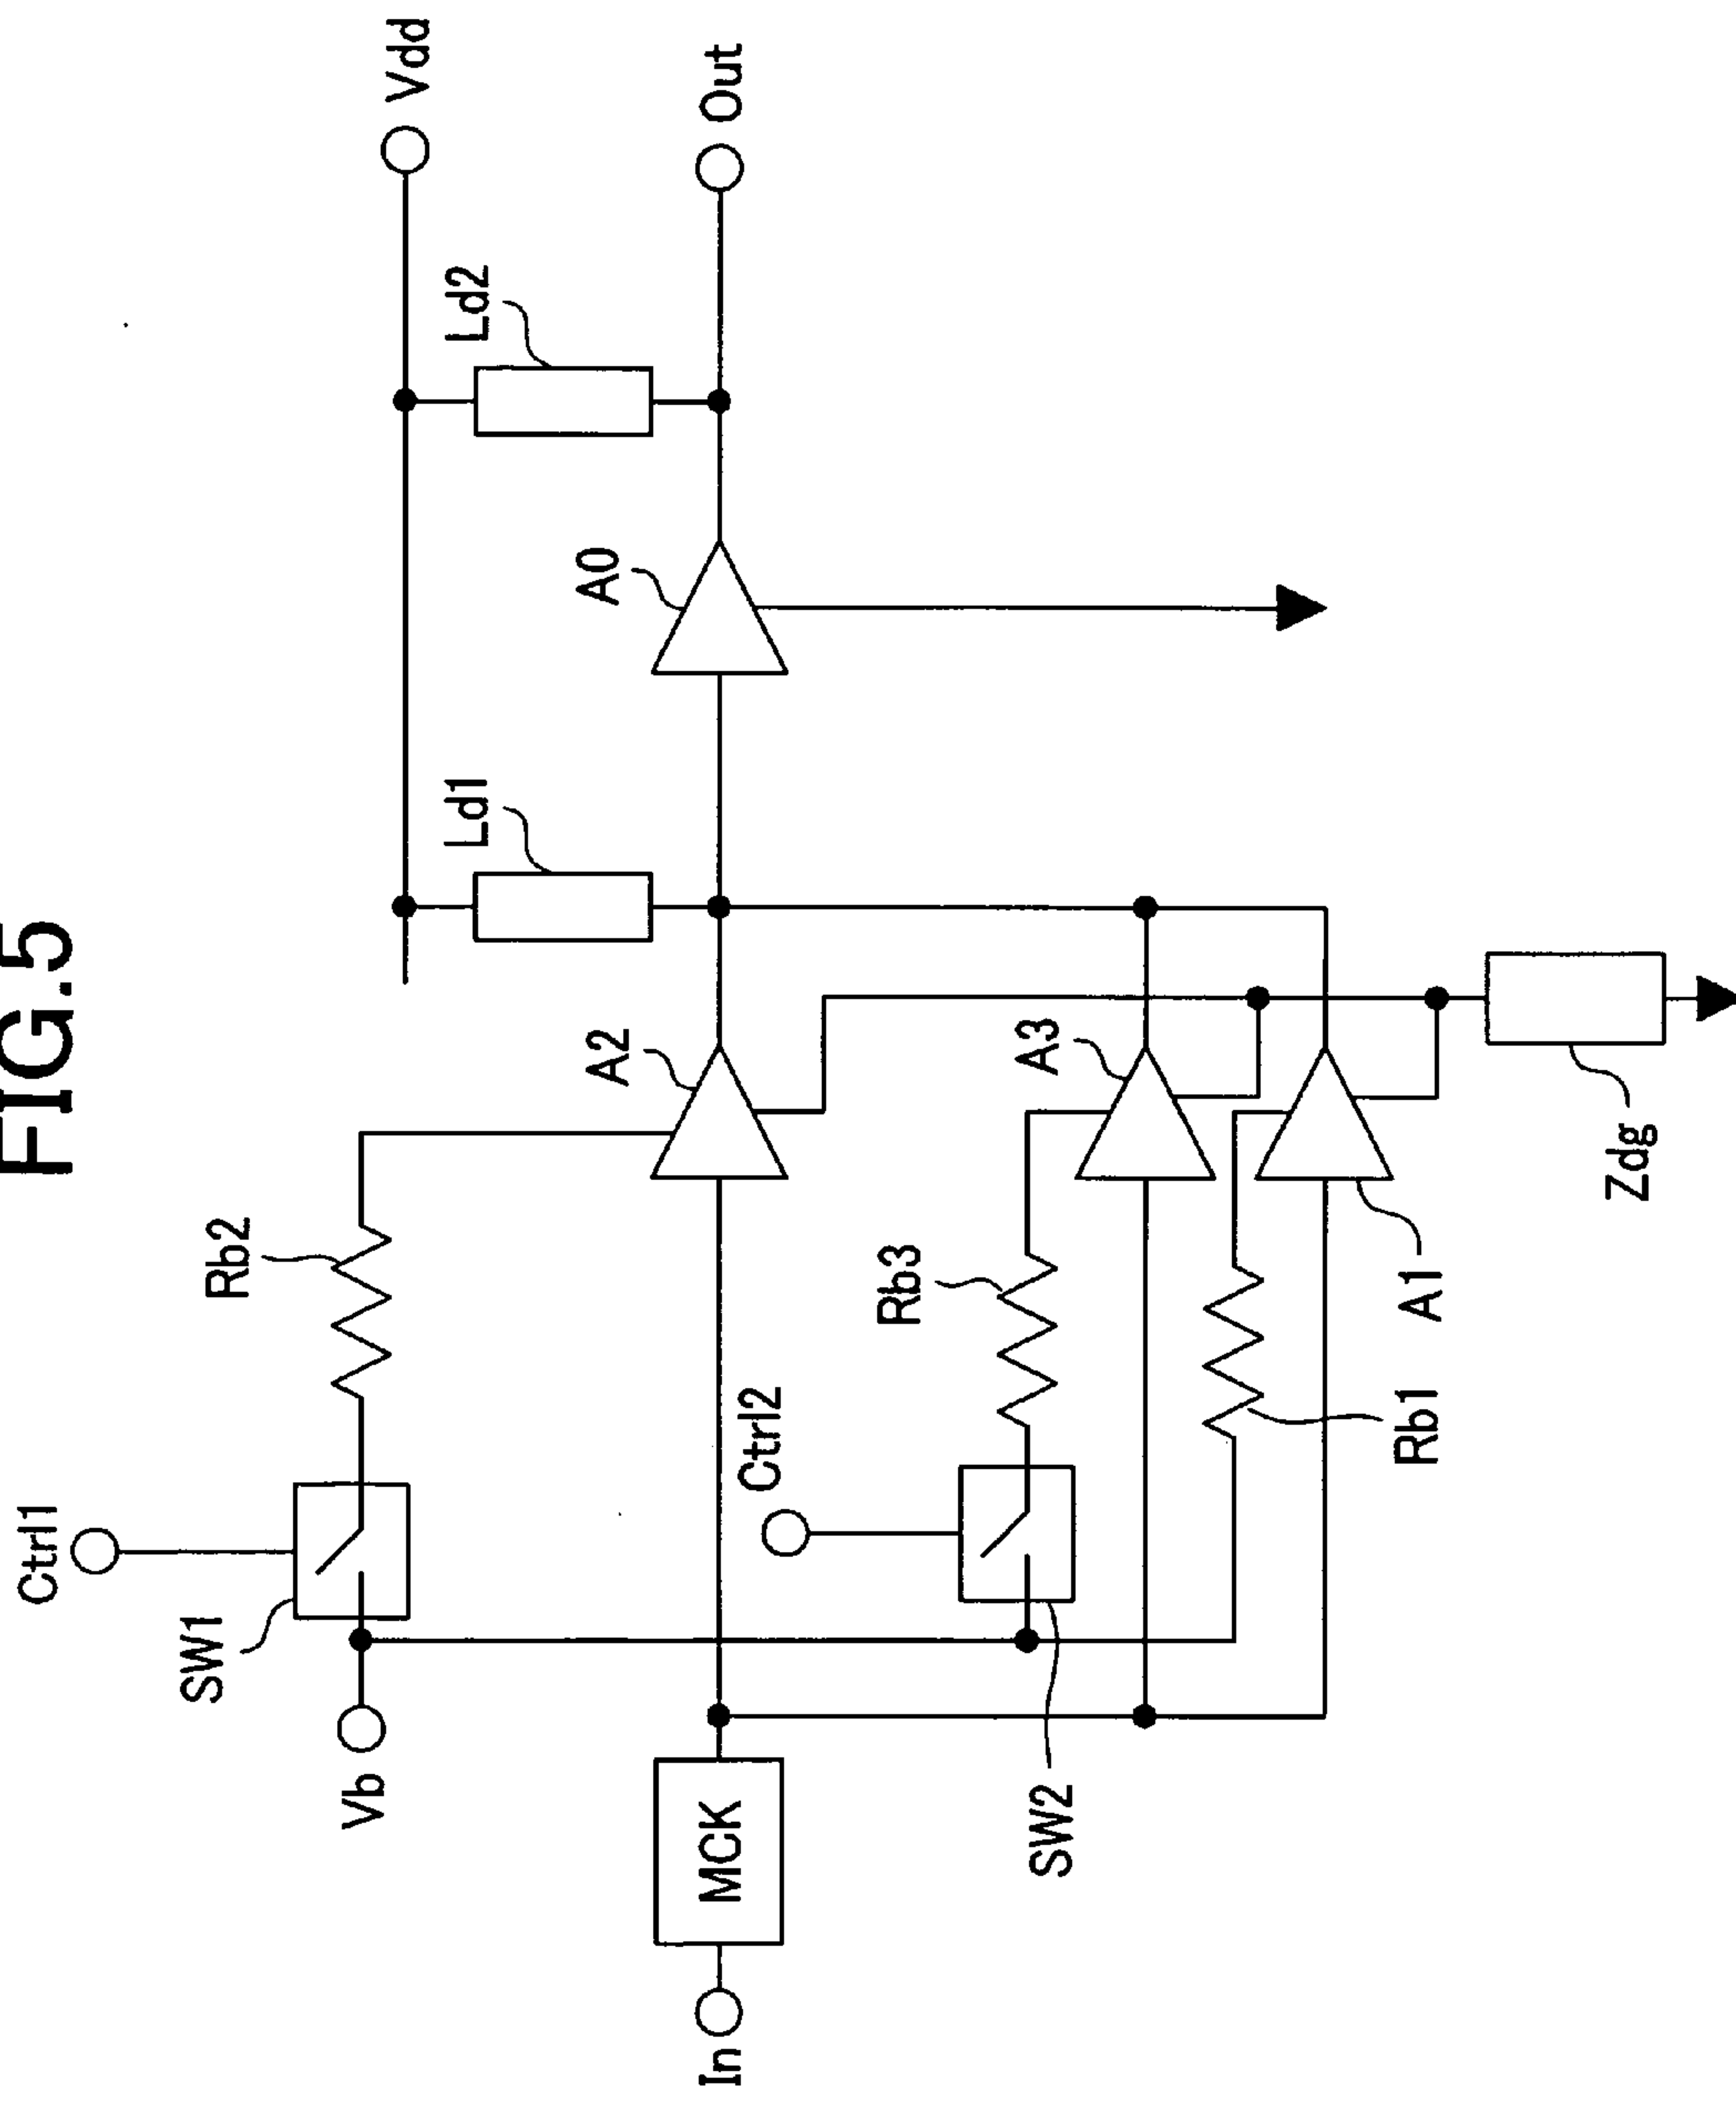 FIG.5
Ctrl1
SW1
Rb2
Vb
Vdd
Ld1
Ld2
A2
A0
Out
In
MCK
Ctrl2
Rb3
A3
SW2
Rb1
A1
Zdg